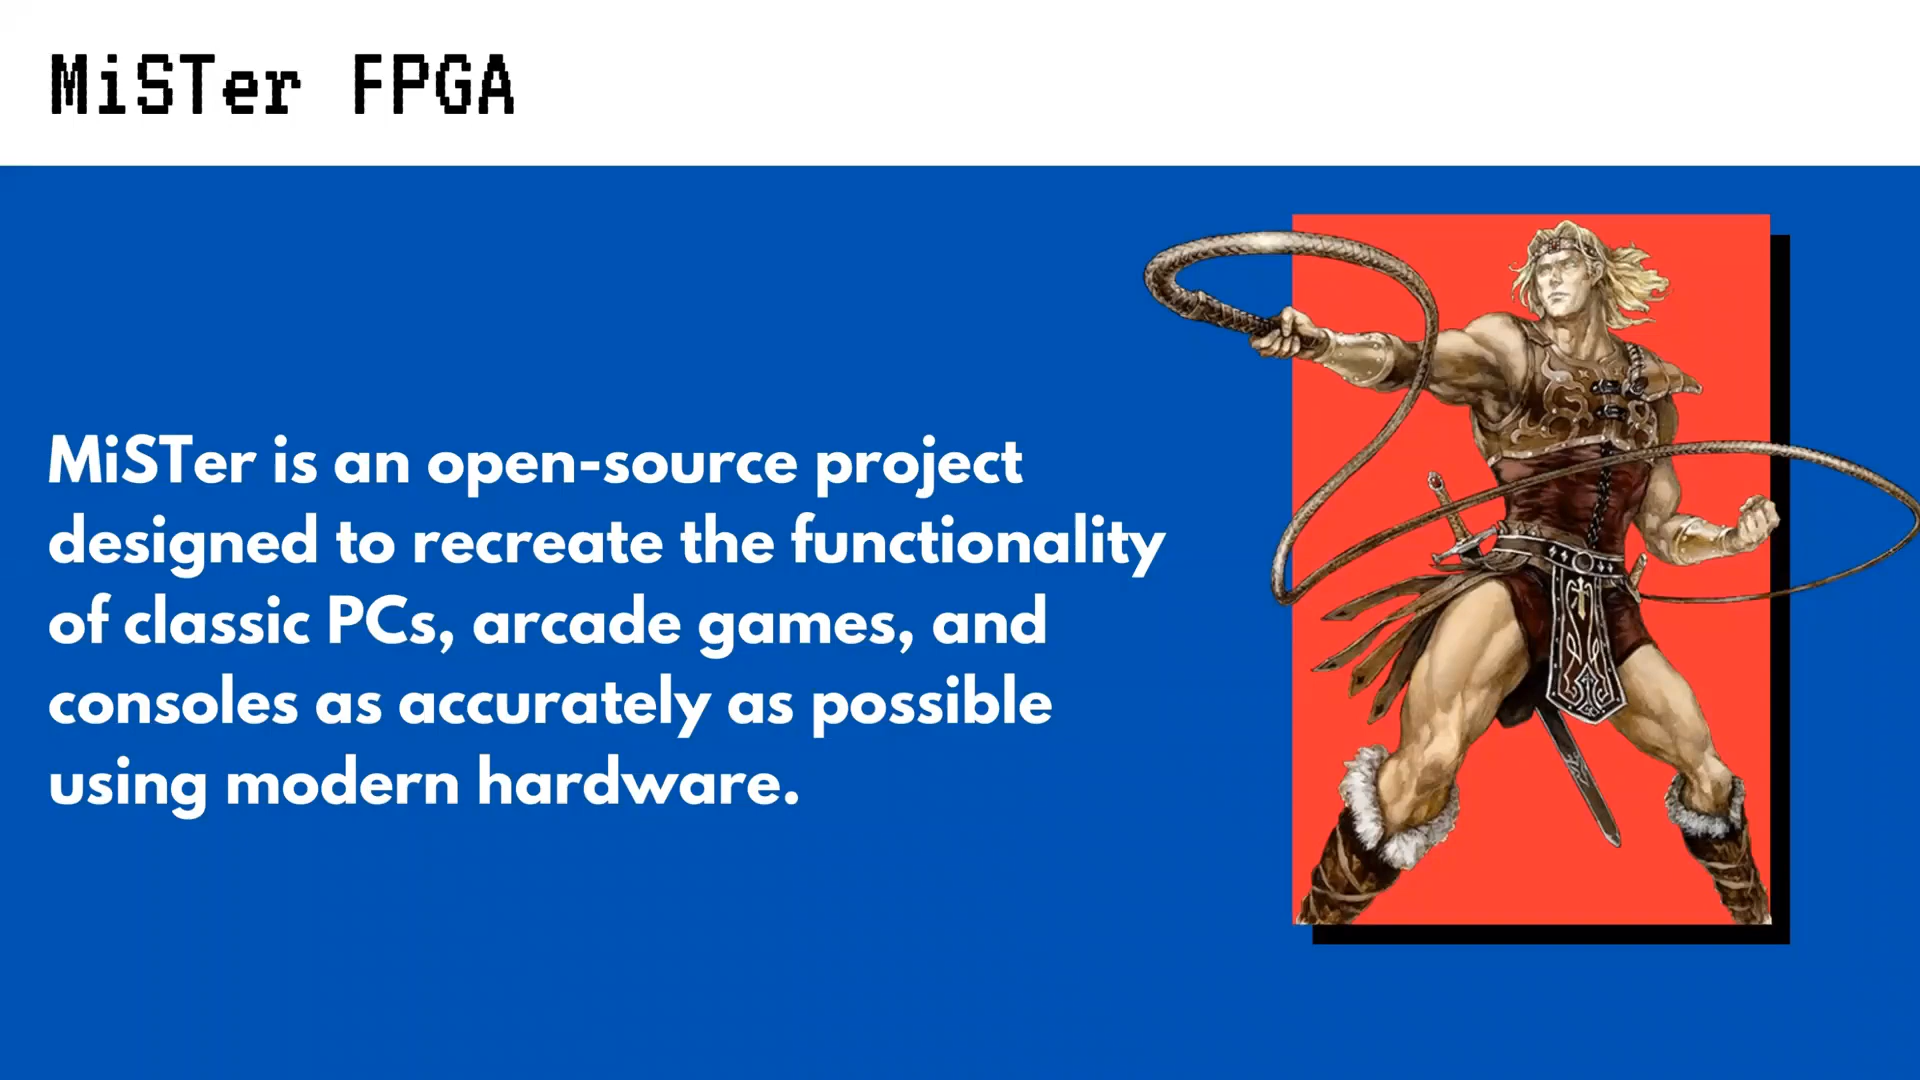 MiSTer FPGA
MiSTer is an open-source project
designed to recreate the functionality
of classic PCs, arcade games, and
consoles as accurately as possible
using modern hardware.